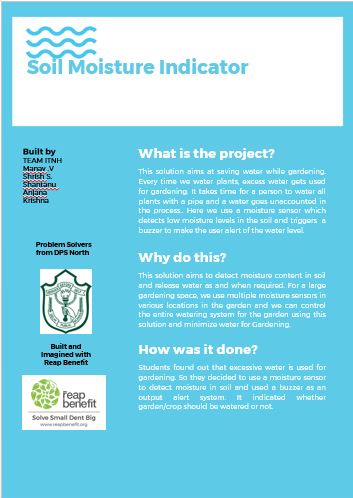 Soil Moisture Indicator
Built by
TEAM ITNH
Manav .V
Shirish S.
Shantanu
Anjana
Krishna
Problem Solvers
from DPS North
Built and
Imagined with
Reap Benefit
reap
benefit
Solve Small Dent Big
www.reapbenefit.org
What is the project?
This solution aims at saving water while gardening.
Every time we water plants, excess water gets used
for gardening. It takes time for a person to water all
plants with a pipe and a water goes unaccounted in
the process. Here we use a moisture sensor which
detects low moisture levels in the soil and triggers a
buzzer to make the user alert of the water level.
Why do this?
This solution aims to detect moisture content in soil
and release water as and when required. For a large
gardening space, we use multiple moisture sensors in
various locations in the garden and we can control
the entire watering system for the garden using this
solution and minimize water for Gardening.
How was it done?
Students found out that excessive water is used for
gardening. So they decided to use a moisture sensor
to detect moisture in soil and used a buzzer as an
output alert system. It indicated whether
garden/crop should be watered or not.